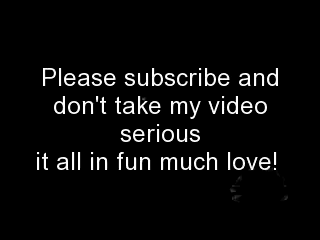 Please subscribe and
don't take my video
serious
it all in fun much love!